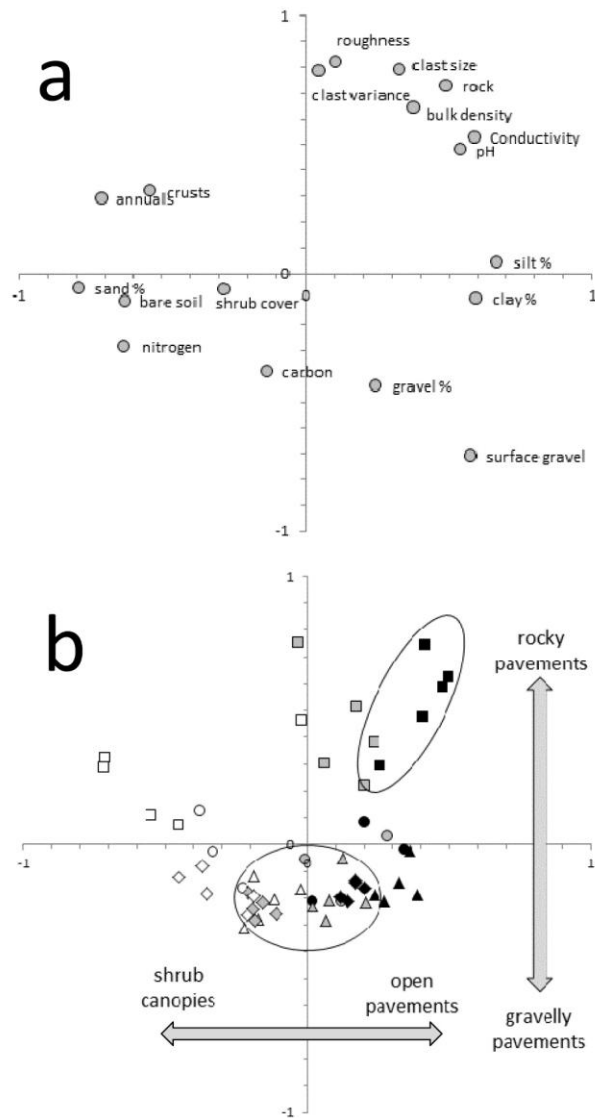 a
1
roughness
clast size
rock
clast variance
bulk density
Conductivity
pH
crusts
annualls
silt %
0
-1
0
1
sand %
bare soil
shrub cover
clay %
nitrogen
carbon
gravel %
surface gravel
-1
b
1
rocky
pavements
0
-1
0
1
shrub
canopies
open
pavements
gravelly
pavements
-1